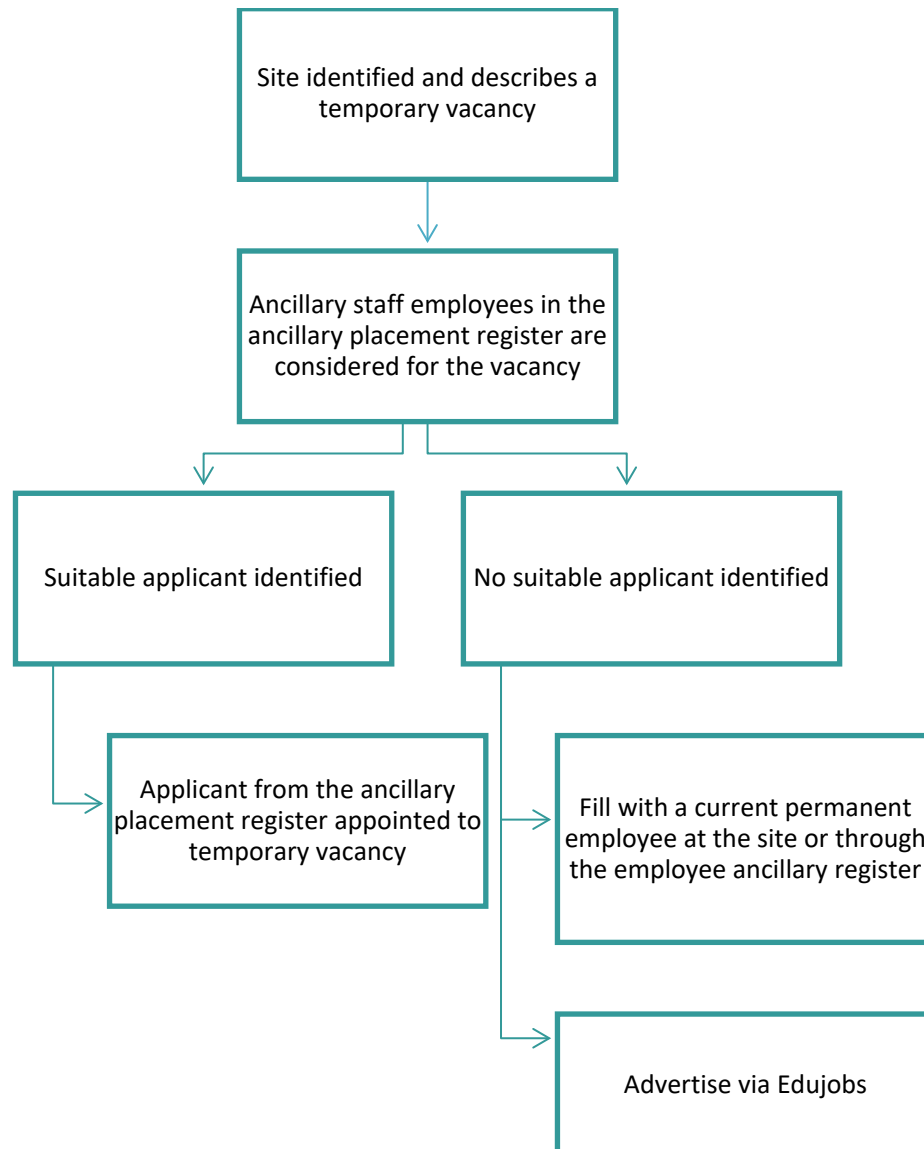 Site identified and describes a
temporary vacancy
Ancillary staff employees in the
ancillary placement register are
considered for the vacancy
Suitable applicant identified
No suitable applicant identified
Applicant from the ancillary
placement register appointed to
temporary vacancy
Fill with a current permanent
employee at the site or through
the employee ancillary register
Advertise via Edujobs